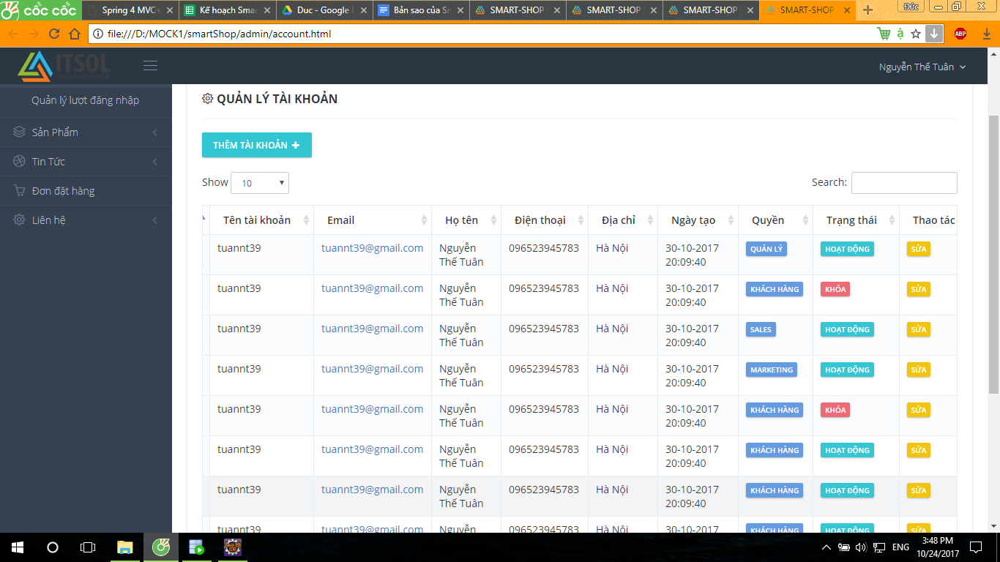 Spring 4 MVC
Kế hoạch Smar
Duc - Google D
Bản sao của Sm
SMART-SHOP |
SMART-SHOP |
SMART-SHOP |
SMART-SHOP
Đức
CỐC CỐC
file:///D:/MOCK1/smartShop/admin/account.html
ABP
ITSOL
Nguyễn Thế Tuân
Quản lý lượt đăng nhập
Sản Phẩm
Tin Tức
Đơn đặt hàng
Liên hệ
QUẢN LÝ TÀI KHOẢN
THÊM TÀI KHOẢN
Show 10
Search:
Tên tài khoản Email Họ tên Điện thoại Địa chỉ Ngày tạo Quyền Trạng thái Thao tác
tuannt39 tuannt39@gmail.com Nguyễn 096523945783 Hà Nội 30-10-2017 QUẢN LÝ HOẠT ĐỘNG SỬA
Thế Tuân 20:09:40
tuannt39 tuannt39@gmail.com Nguyễn 096523945783 Hà Nội 30-10-2017 KHÁCH HÀNG KHÓA SỬA
Thế Tuân 20:09:40
tuannt39 tuannt39@gmail.com Nguyễn 096523945783 Hà Nội 30-10-2017 SALES HOẠT ĐỘNG SỬA
Thế Tuân 20:09:40
tuannt39 tuannt39@gmail.com Nguyễn 096523945783 Hà Nội 30-10-2017 MARKETING HOẠT ĐỘNG SỬA
Thế Tuân 20:09:40
tuannt39 tuannt39@gmail.com Nguyễn 096523945783 Hà Nội 30-10-2017 KHÁCH HÀNG KHÓA SỬA
Thế Tuân 20:09:40
tuannt39 tuannt39@gmail.com Nguyễn 096523945783 Hà Nội 30-10-2017 KHÁCH HÀNG HOẠT ĐỘNG SỬA
Thế Tuân 20:09:40
tuannt39 tuannt39@gmail.com Nguyễn 096523945783 Hà Nội 30-10-2017 KHÁCH HÀNG HOẠT ĐỘNG SỬA
Thế Tuân 20:09:40
tuannt39 tuannt39@gmail.com Nguyễn 096523945783 Hà Nội 30-10-2017 KHÁCH HÀNG HOẠT ĐỘNG SỬA
ENG
3:48 PM
10/24/2017